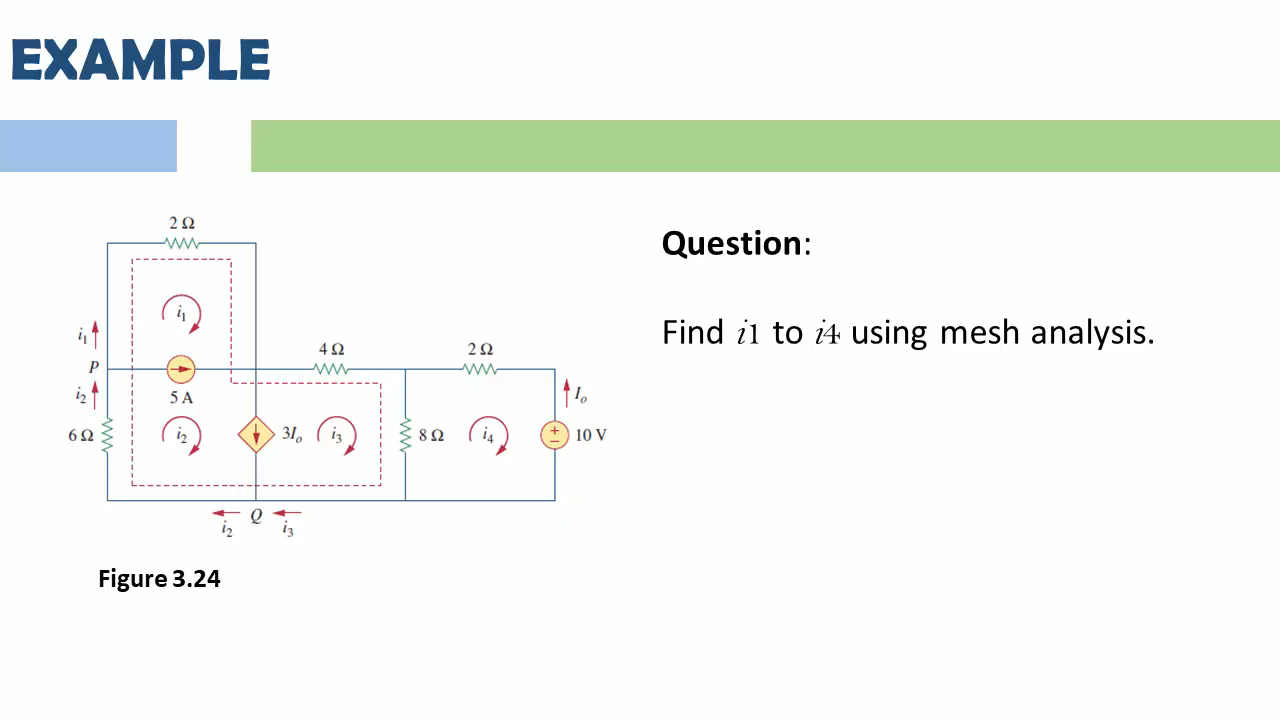 EXAMPLE
2 Ω
i1
i1
P
5 A
4 Ω
2 Ω
i2
Io
6 Ω
i2
3Io
i3
8 Ω
i4
+
−
10 V
i2
Q
i3
Figure 3.24
Question:
Find i1 to i4 using mesh analysis.